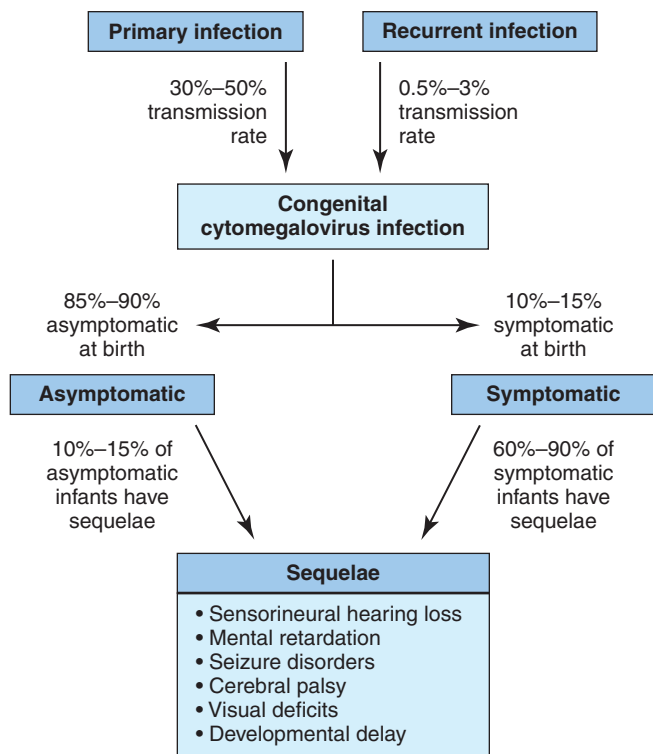 Primary infection
Recurrent infection
30%–50%
transmission
rate
0.5%–3%
transmission
rate
Congenital
cytomegalovirus infection
85%–90%
asymptomatic
at birth
10%–15%
symptomatic
at birth
Asymptomatic
Symptomatic
10%–15% of
asymptomatic
infants have
sequelae
60%–90% of
symptomatic
infants have
sequelae
Sequelae
• Sensorineural hearing loss
• Mental retardation
• Seizure disorders
• Cerebral palsy
• Visual deficits
• Developmental delay